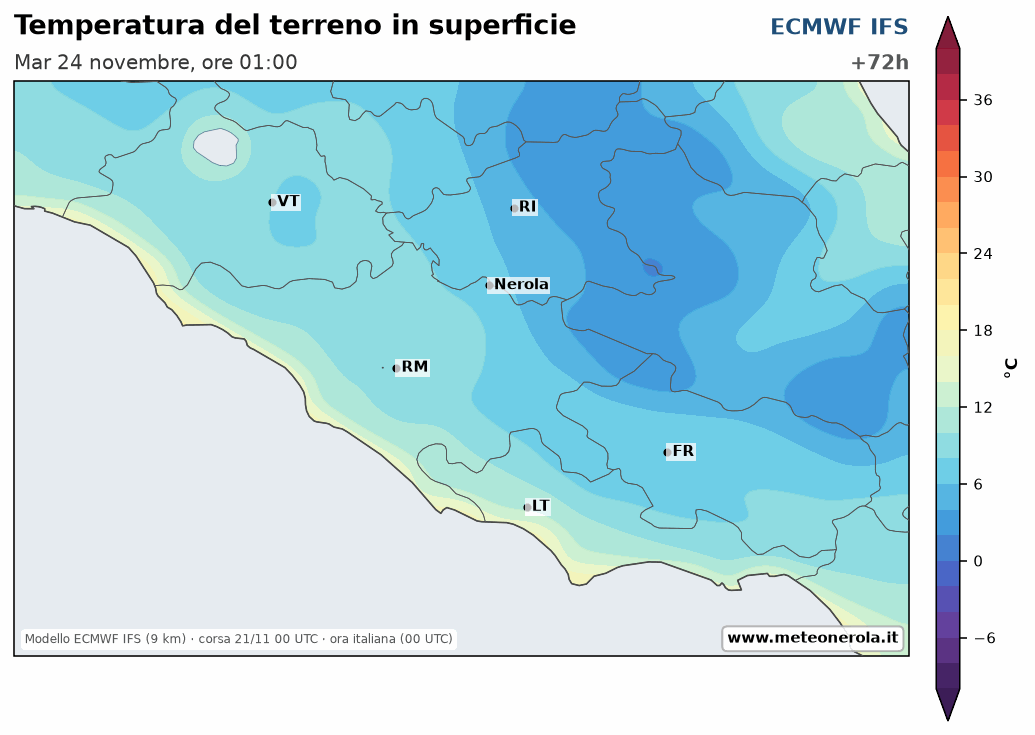 Temperatura del terreno in superficie
ECMWF IFS
Mar 24 novembre, ore 01:00
+72h
36
30
24
18
12
6
0
−6
°C
VT
RI
Nerola
RM
FR
LT
Modello ECMWF IFS (9 km) · corsa 21/11 00 UTC · ora italiana (00 UTC)
www.meteonerola.it